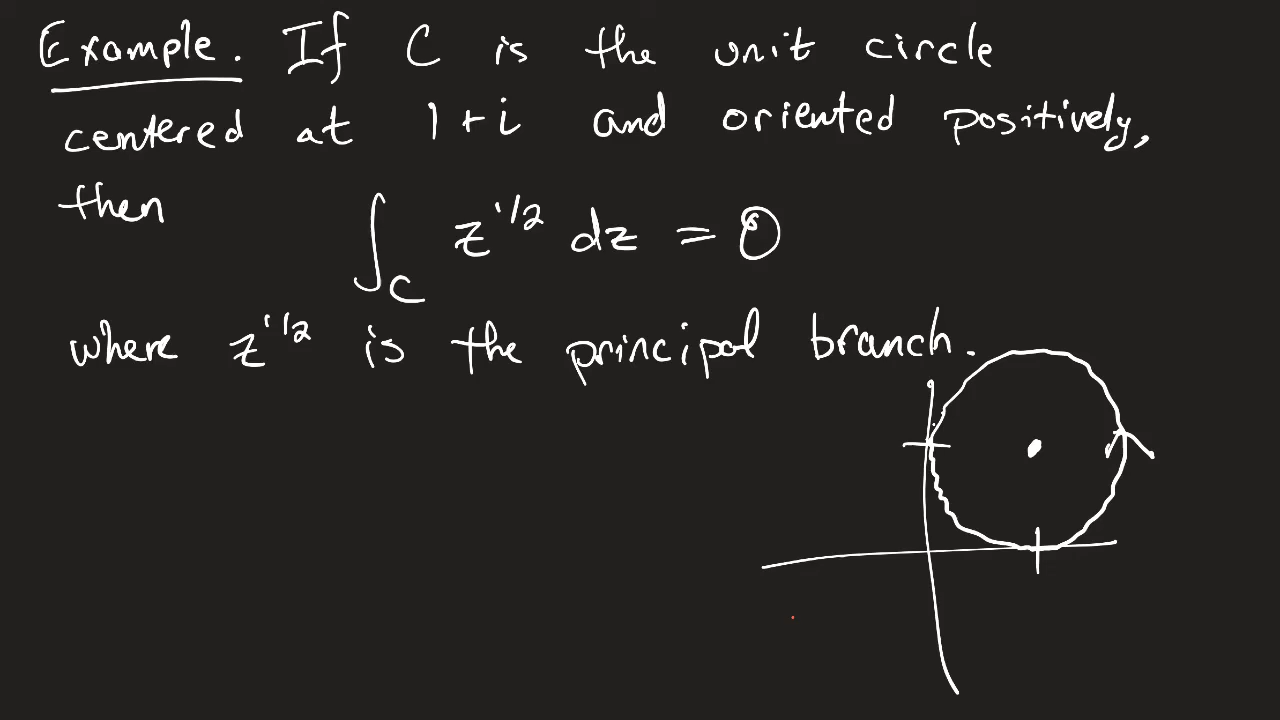 Example. If C is the unit circle
centered at 1+i and oriented positively,
then
∫_C z^{1/2} dz = 0
where z^{1/2} is the principal branch.